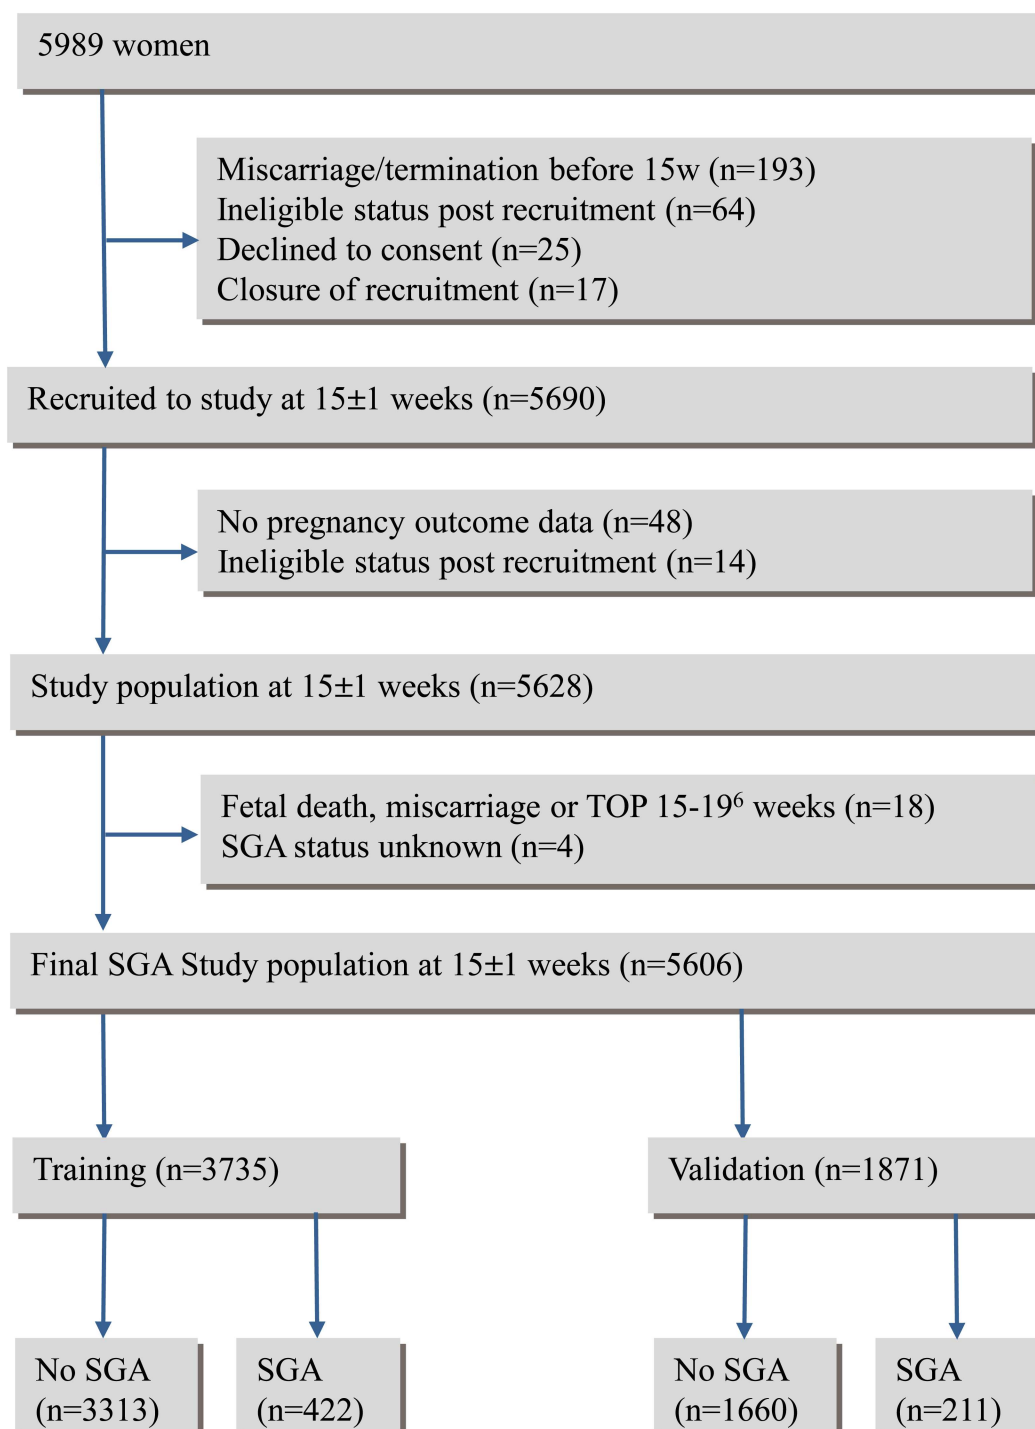 5989 women
Miscarriage/termination before 15w (n=193)
Ineligible status post recruitment (n=64)
Declined to consent (n=25)
Closure of recruitment (n=17)
Recruited to study at 15±1 weeks (n=5690)
No pregnancy outcome data (n=48)
Ineligible status post recruitment (n=14)
Study population at 15±1 weeks (n=5628)
Fetal death, miscarriage or TOP 15-19⁶ weeks (n=18)
SGA status unknown (n=4)
Final SGA Study population at 15±1 weeks (n=5606)
Training (n=3735)
Validation (n=1871)
No SGA
(n=3313)
SGA
(n=422)
No SGA
(n=1660)
SGA
(n=211)